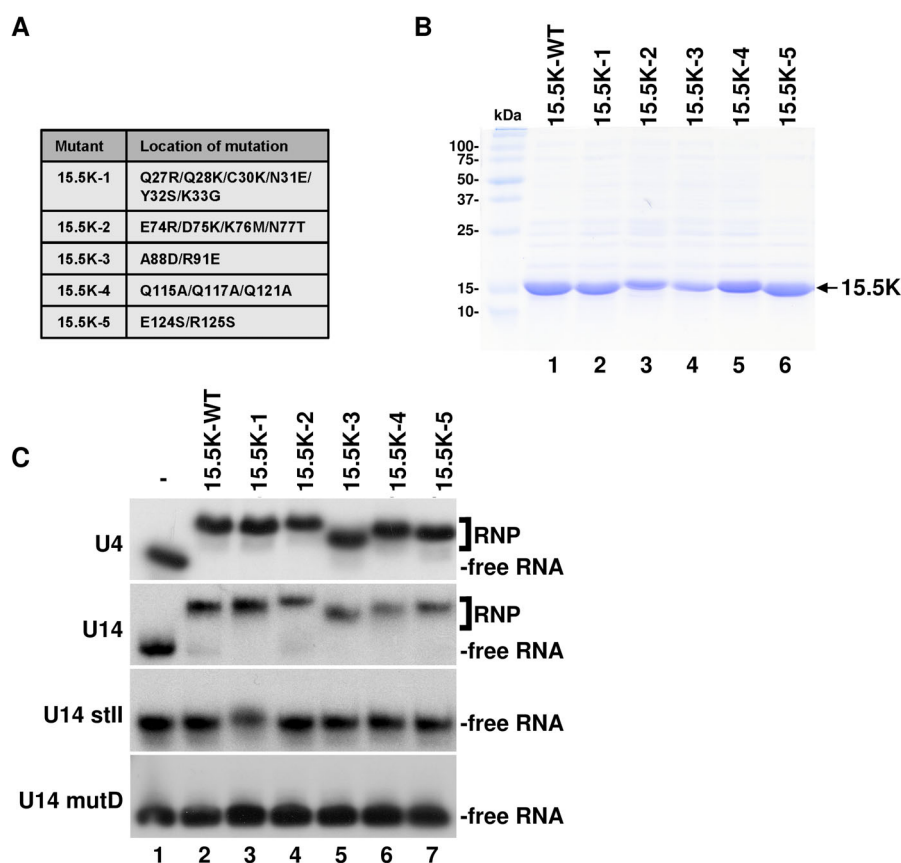 A
Mutant Location of mutation
15.5K-1 Q27R/Q28K/C30K/N31E/
Y32S/K33G
15.5K-2 E74R/D75K/K76M/N77T
15.5K-3 A88D/R91E
15.5K-4 Q115A/Q117A/Q121A
15.5K-5 E124S/R125S
B
kDa 15.5K-WT 15.5K-1 15.5K-2 15.5K-3 15.5K-4 15.5K-5
100-
75-
50-
37-
25-
15-
10-
15.5K
1 2 3 4 5 6
C
- 15.5K-WT 15.5K-1 15.5K-2 15.5K-3 15.5K-4 15.5K-5
U4 RNP
-free RNA
U14 RNP
-free RNA
U14 stII -free RNA
U14 mutD -free RNA
1 2 3 4 5 6 7